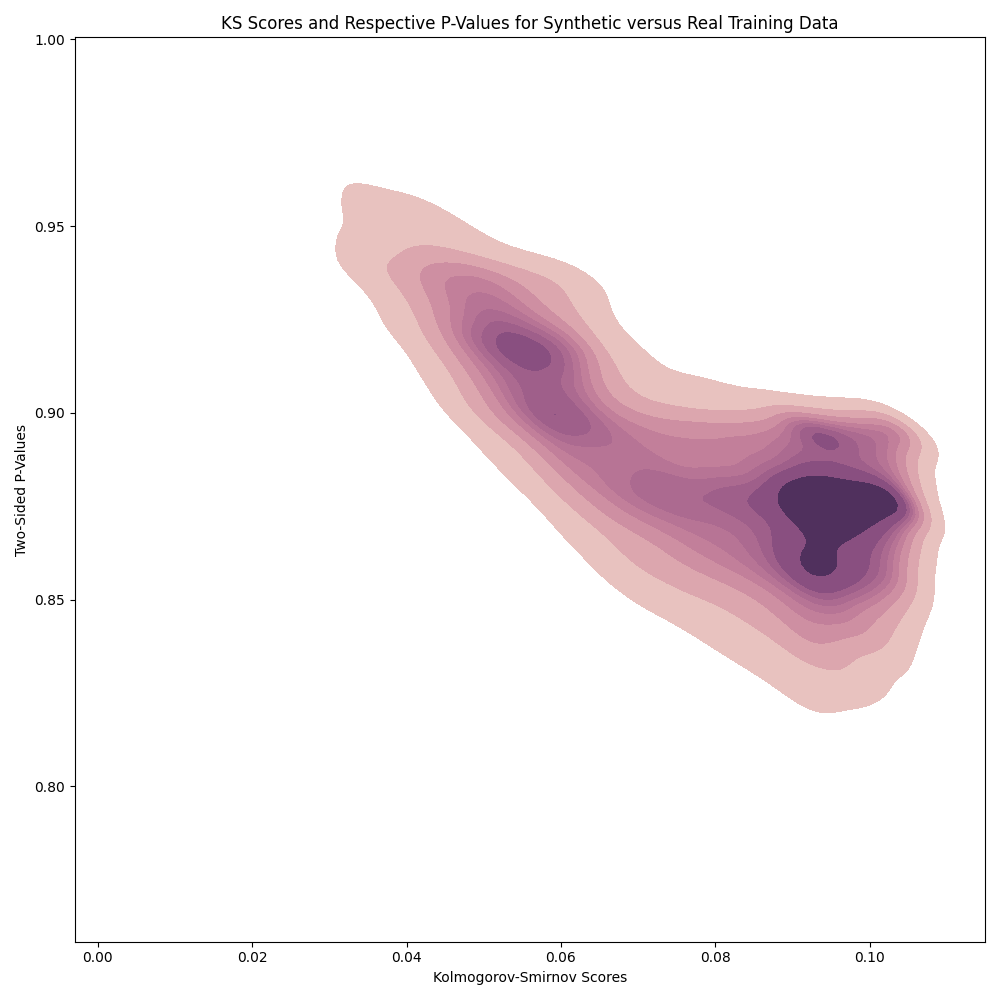 KS Scores and Respective P-Values for Synthetic versus Real Training Data
1.00
0.95
0.90
0.85
0.80
Two-Sided P-Values
0.00 0.02 0.04 0.06 0.08 0.10
Kolmogorov-Smirnov Scores